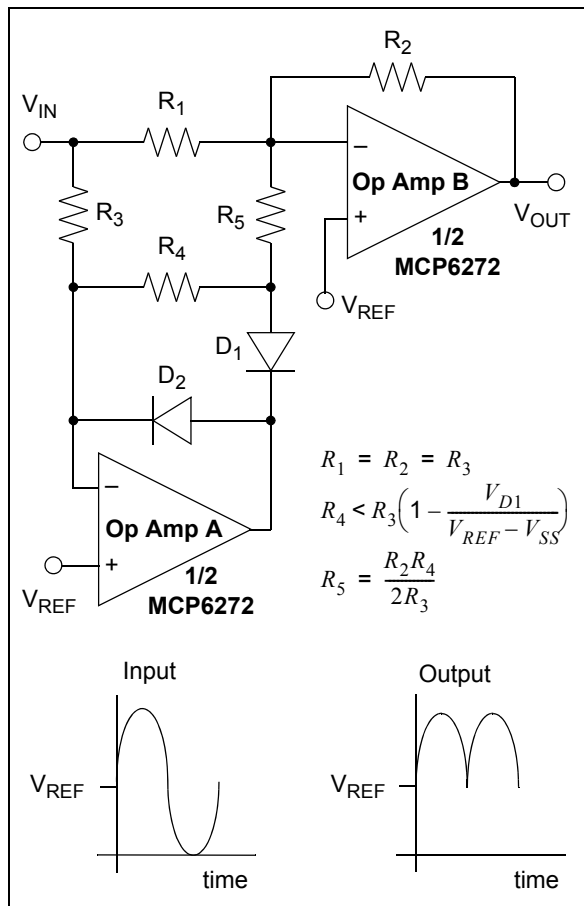 R2
VIN
R1
−
Op Amp B
+
VOUT
1/2
MCP6272
VREF
R3
R5
R4
D1
D2
−
Op Amp A
+
VREF
1/2
MCP6272
R1 = R2 = R3
R4 < R3(1 − VD1 / (VREF − VSS))
R5 = R2R4 / 2R3
Input
Output
VREF
VREF
time
time